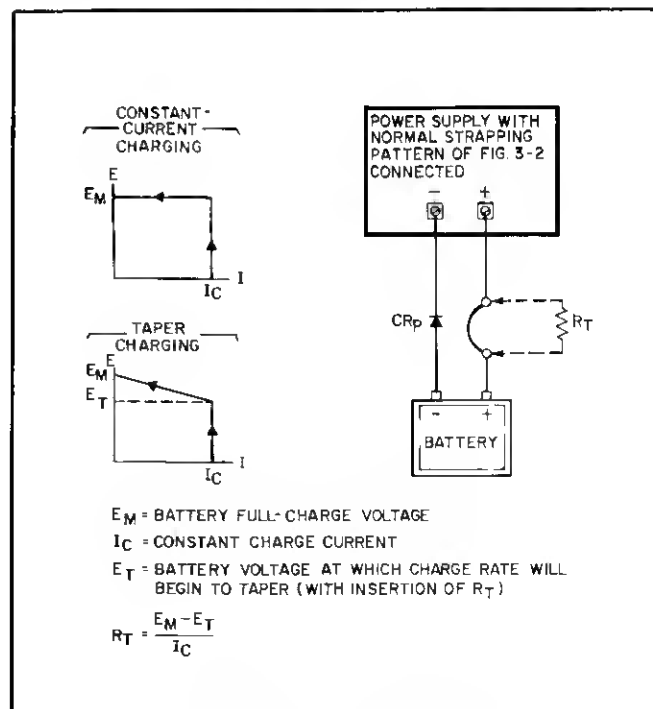 CONSTANT-
CURRENT
CHARGING
E
EM
IC
I
TAPER
CHARGING
E
EM
ET
IC
I
POWER SUPPLY WITH
NORMAL STRAPPING
PATTERN OF FIG. 3-2
CONNECTED
- +
CRP
RT
- +
BATTERY
EM = BATTERY FULL-CHARGE VOLTAGE
IC = CONSTANT CHARGE CURRENT
ET = BATTERY VOLTAGE AT WHICH CHARGE RATE WILL
BEGIN TO TAPER (WITH INSERTION OF RT)
RT = EM-ET
IC